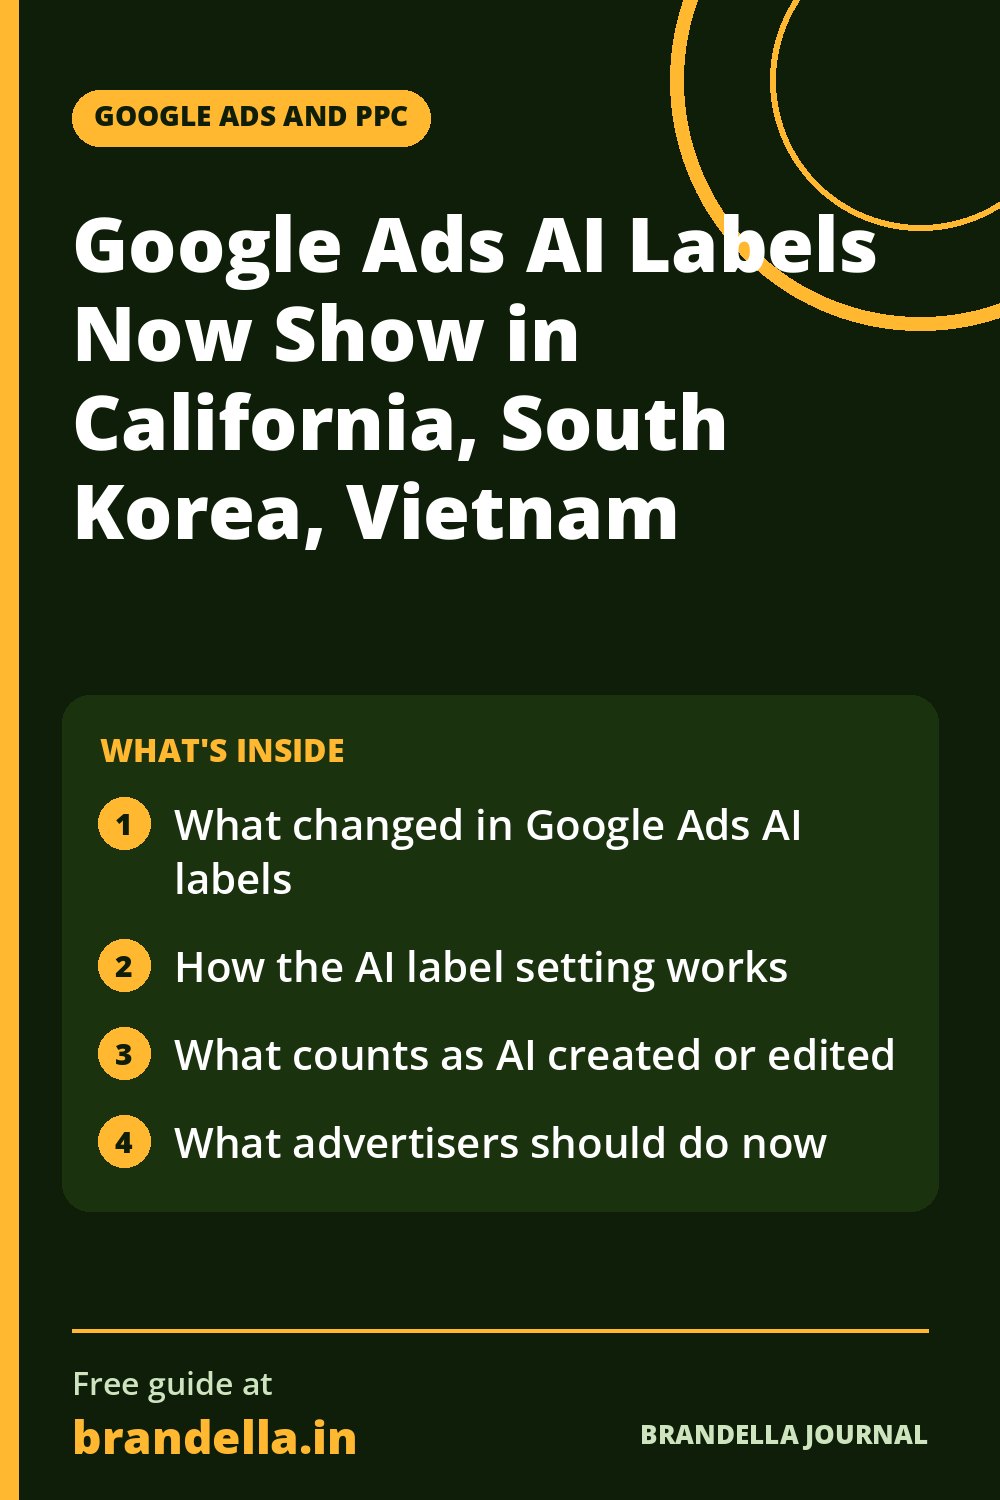 GOOGLE ADS AND PPC
Google Ads AI Labels
Now Show in
California, South
Korea, Vietnam
WHAT'S INSIDE
1 What changed in Google Ads AI
labels
2 How the AI label setting works
3 What counts as AI created or edited
4 What advertisers should do now
Free guide at
brandella.in
BRANDELLA JOURNAL